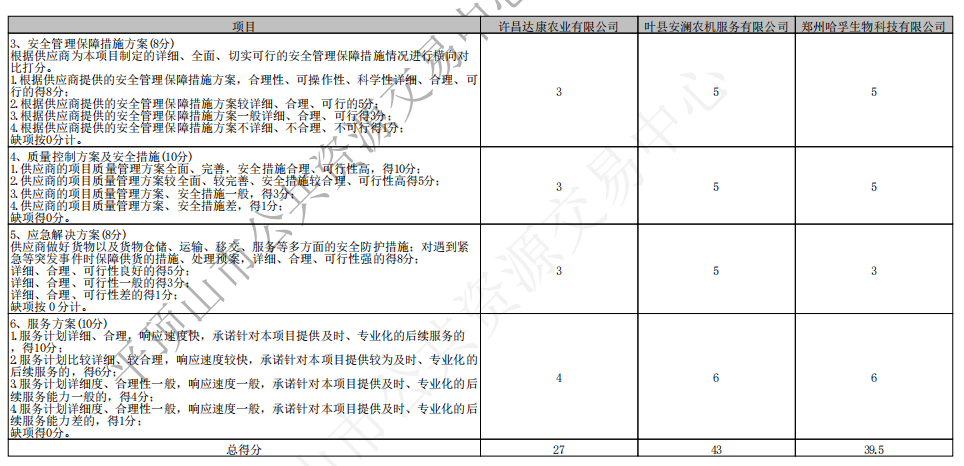 项目 许昌达康农业有限公司 叶县安澜农机服务有限公司 郑州哈孚生物科技有限公司
3、安全管理保障措施方案(8分)
根据供应商为本项目制定的详细、全面、切实可行的安全管理保障措施情况进行横向对
比打分。
1.根据供应商提供的安全管理保障措施方案，合理性、可操作性、科学性详细、合理、可
行的得8分；
2.根据供应商提供的安全管理保障措施方案较详细、合理、可行的5分；
3.根据供应商提供的安全管理保障措施方案一般详细、合理、可行得3分；
4.根据供应商提供的安全管理保障措施方案不详细、不合理、不可行得1分；
缺项按0分计。
3 5 5
4、质量控制方案及安全措施(10分)
1.供应商的项目质量管理方案全面、完善，安全措施合理、可行性高，得10分；
2.供应商的项目质量管理方案较全面、较完善、安全措施较合理、可行性高得5分；
3.供应商的项目质量管理方案、安全措施一般，得3分；
4.供应商的项目质量管理方案、安全措施差，得1分；
缺项得0分。
3 5 5
5、应急解决方案(8分)
供应商做好货物以及货物仓储、运输、移交、服务等多方面的安全防护措施；对遇到紧
急等突发事件时保障供货的措施、处理预案，详细、合理、可行性强的得8分；
详细、合理、可行性良好的得5分；
详细、合理、可行性一般的得3分；
详细、合理、可行性差的得1分；
缺项按 0 分计。
3 5 3
6、服务方案(10分)
1.服务计划详细、合理，响应速度快，承诺针对本项目提供及时、专业化的后续服务的
，得10分；
2.服务计划比较详细、较合理，响应速度较快，承诺针对本项目提供较为及时、专业化的
后续服务的，得6分；
3.服务计划详细度、合理性一般，响应速度一般，承诺针对本项目提供及时、专业化的后
续服务能力一般的，得4分；
4.服务计划详细度、合理性一般，响应速度一般，承诺针对本项目提供及时、专业化的后
续服务能力差的，得1分；
缺项得0分。
4 6 6
总得分 27 43 39.5
平顶山市公共资源交易中心
山市公共资源交易中心